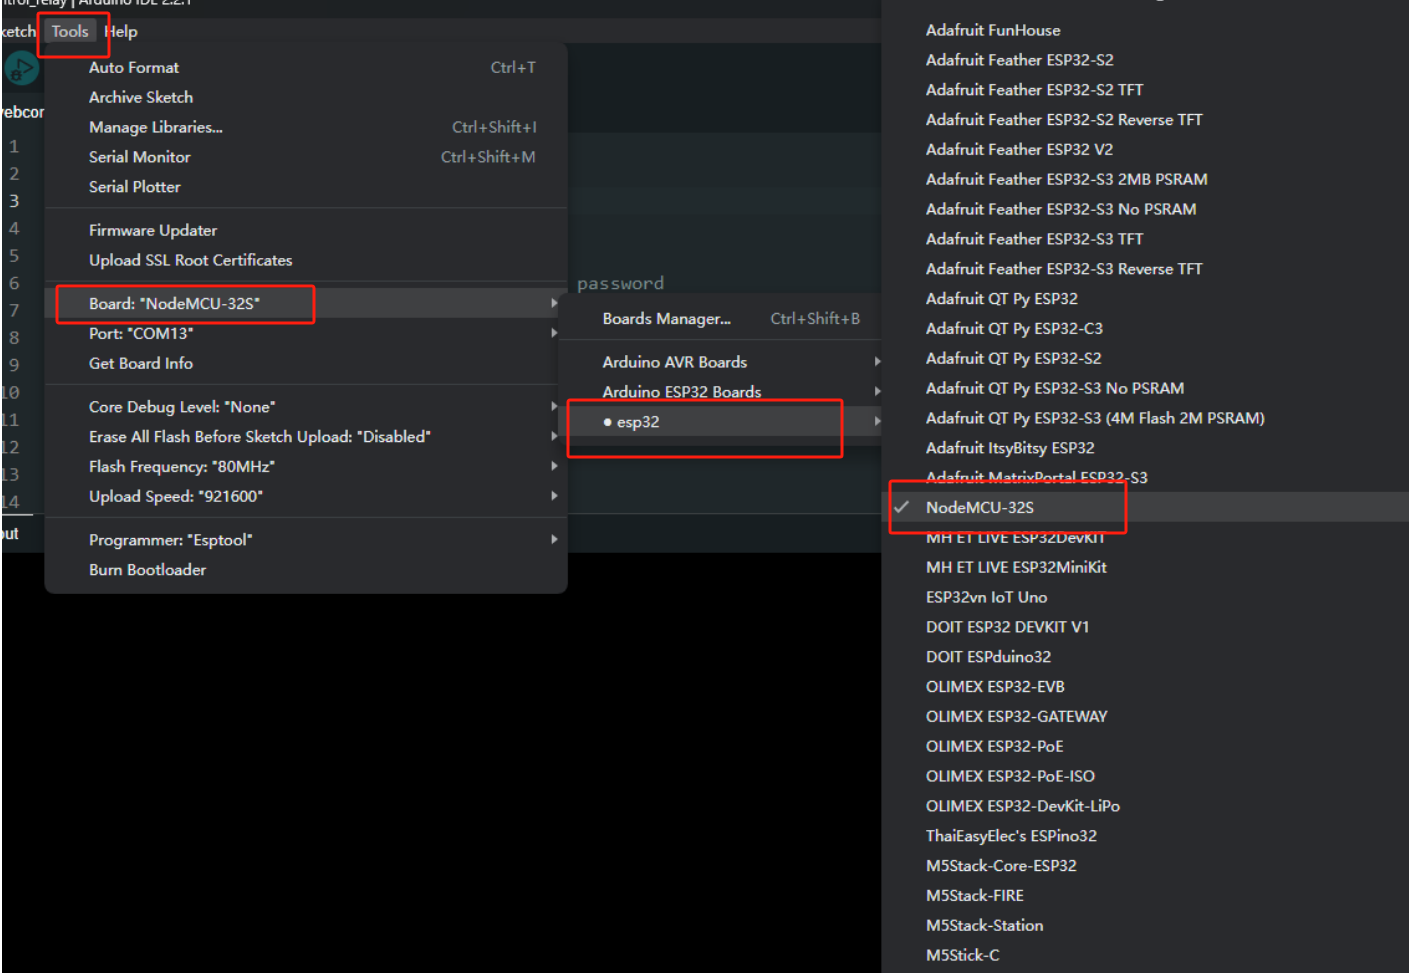 ntrol_relay | Arduino IDE 2.2.1
ketch Tools Help
Auto Format Ctrl+T
Archive Sketch
Manage Libraries... Ctrl+Shift+I
Serial Monitor Ctrl+Shift+M
Serial Plotter
Firmware Updater
Upload SSL Root Certificates
Board: "NodeMCU-32S"
Port: "COM13"
Get Board Info
Core Debug Level: "None"
Erase All Flash Before Sketch Upload: "Disabled"
Flash Frequency: "80MHz"
Upload Speed: "921600"
Programmer: "Esptool"
Burn Bootloader
vebcor
1
2
3
4
5
6
7
8
9
10
11
12
13
14
out
password
Boards Manager... Ctrl+Shift+B
Arduino AVR Boards
Arduino ESP32 Boards
● esp32
Adafruit FunHouse
Adafruit Feather ESP32-S2
Adafruit Feather ESP32-S2 TFT
Adafruit Feather ESP32-S2 Reverse TFT
Adafruit Feather ESP32 V2
Adafruit Feather ESP32-S3 2MB PSRAM
Adafruit Feather ESP32-S3 No PSRAM
Adafruit Feather ESP32-S3 TFT
Adafruit Feather ESP32-S3 Reverse TFT
Adafruit QT Py ESP32
Adafruit QT Py ESP32-C3
Adafruit QT Py ESP32-S2
Adafruit QT Py ESP32-S3 No PSRAM
Adafruit QT Py ESP32-S3 (4M Flash 2M PSRAM)
Adafruit ItsyBitsy ESP32
Adafruit MatrixPortal ESP32-S3
✓ NodeMCU-32S
MH ET LIVE ESP32DevKIT
MH ET LIVE ESP32MiniKit
ESP32vn IoT Uno
DOIT ESP32 DEVKIT V1
DOIT ESPduino32
OLIMEX ESP32-EVB
OLIMEX ESP32-GATEWAY
OLIMEX ESP32-PoE
OLIMEX ESP32-PoE-ISO
OLIMEX ESP32-DevKit-LiPo
ThaiEasyElec's ESPino32
M5Stack-Core-ESP32
M5Stack-FIRE
M5Stack-Station
M5Stick-C